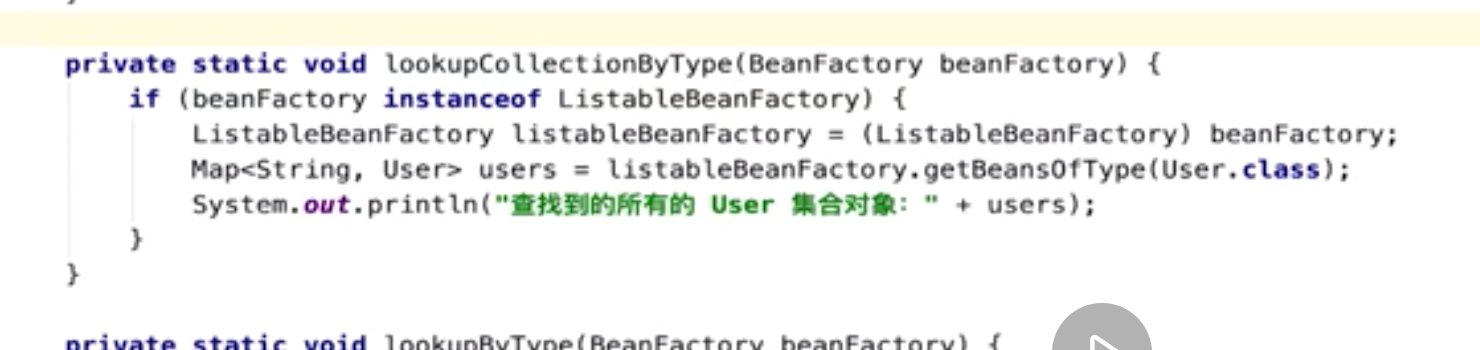 private static void lookupCollectionByType(BeanFactory beanFactory) {
if (beanFactory instanceof ListableBeanFactory) {
ListableBeanFactory listableBeanFactory = (ListableBeanFactory) beanFactory;
Map<String, User> users = listableBeanFactory.getBeansOfType(User.class);
System.out.println("查找到的所有的 User 集合对象：" + users);
}
}
private static void lookupByType(BeanFactory beanFactory) {